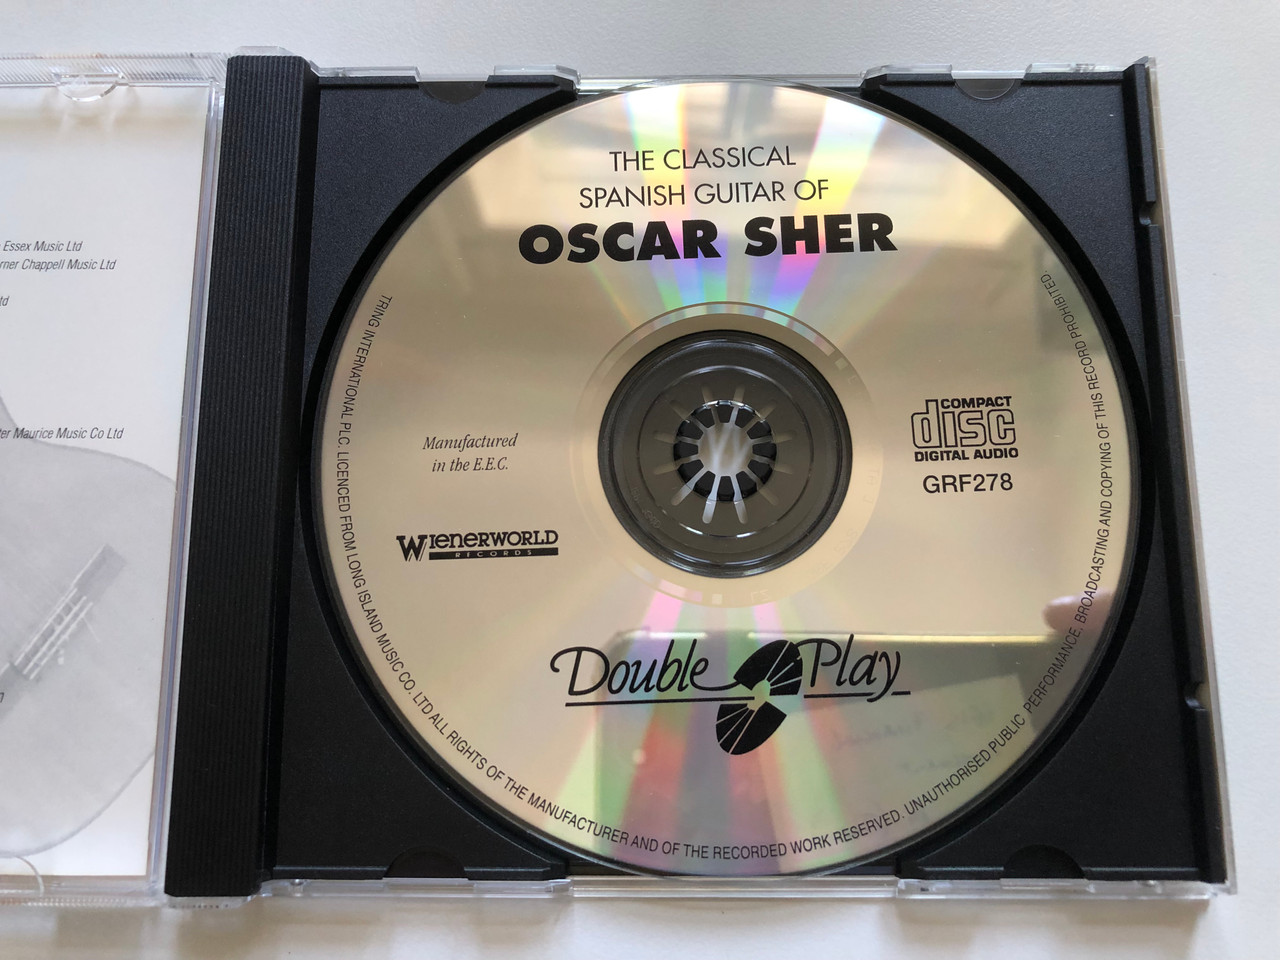 Essex Music Ltd
rner Chappell Music Ltd
td
ter Maurice Music Co Ltd
THE CLASSICAL
SPANISH GUITAR OF
OSCAR SHER
Manufactured
in the E.E.C.
WIENERWORLD
RECORDS
COMPACT
disc
DIGITAL AUDIO
GRF278
Double Play
TRING INTERNATIONAL PLC. LICENCED FROM LONG ISLAND MUSIC CO. LTD ALL RIGHTS OF THE MANUFACTURER AND OF THE RECORDED WORK RESERVED. UNAUTHORISED PUBLIC PERFORMANCE, BROADCASTING AND COPYING OF THIS RECORD PROHIBITED.